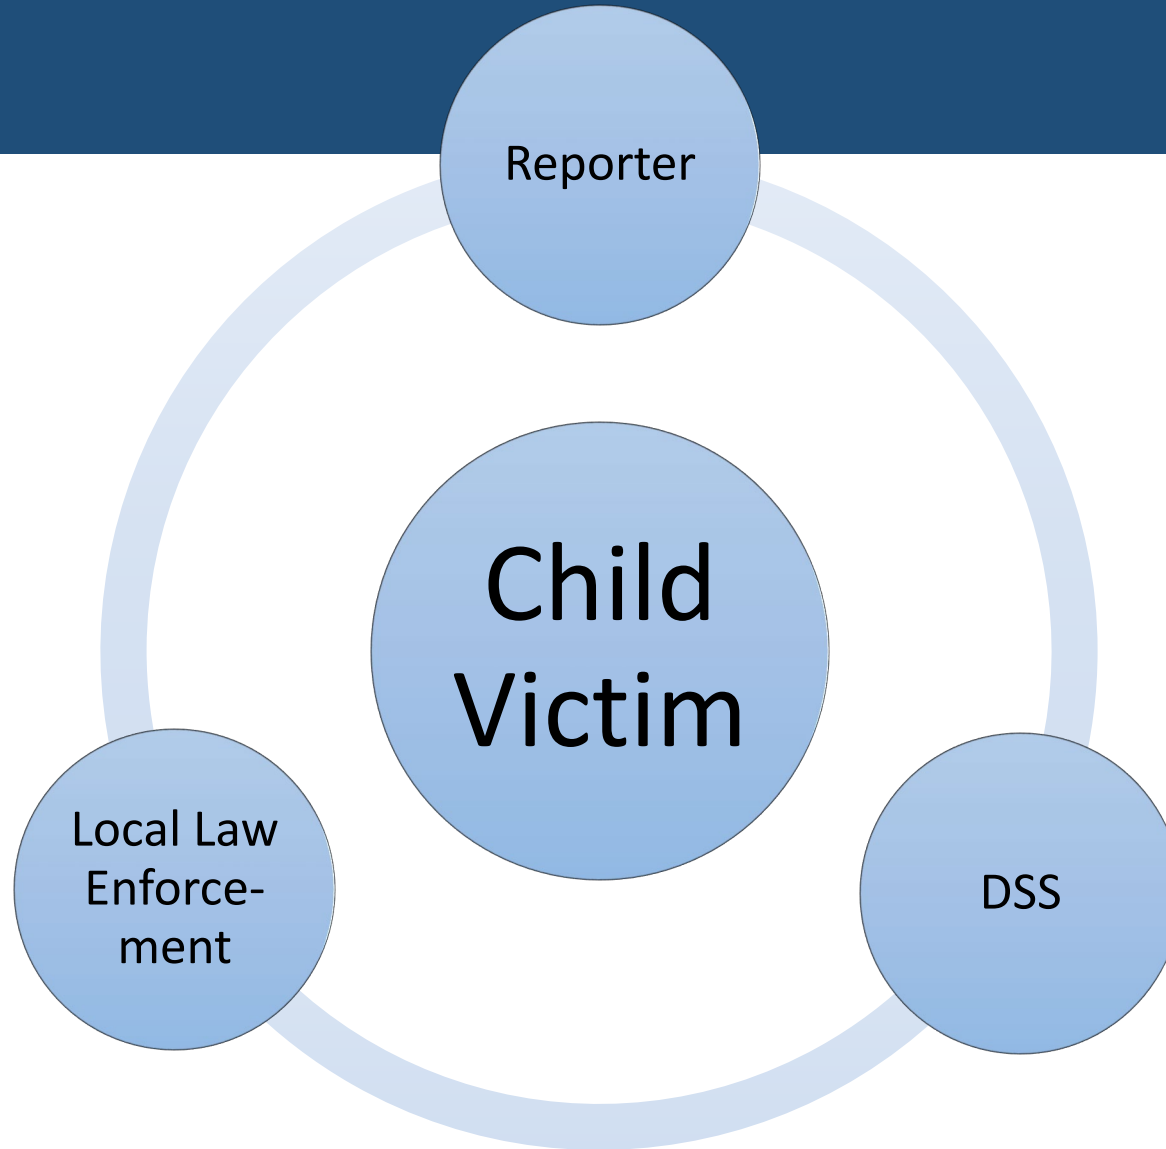 Reporter
Child
Victim
Local Law
Enforce-
ment
DSS